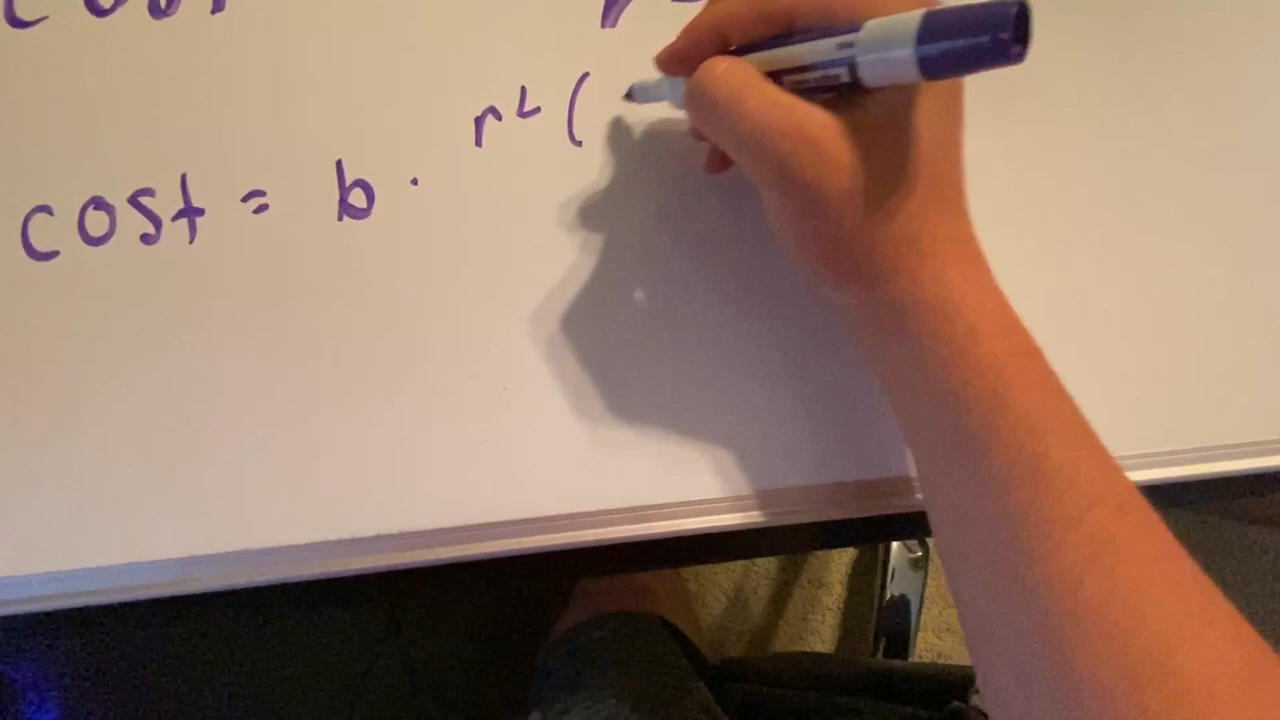 cost
r² (
cost = b ·